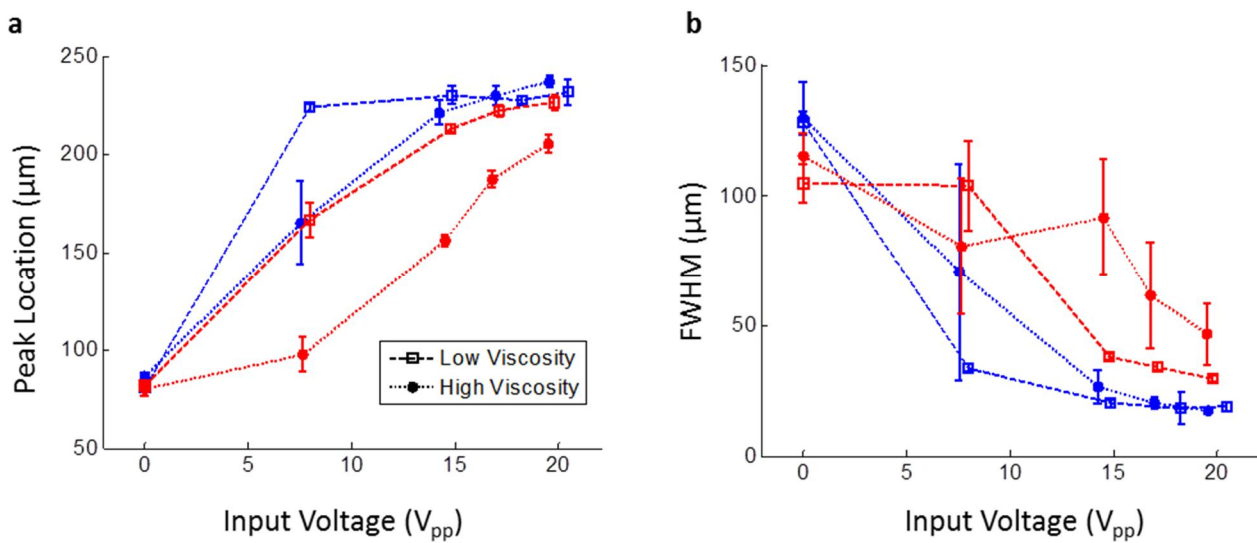 a
b
250
200
150
100
50
Peak Location (µm)
Low Viscosity
High Viscosity
0
5
10
15
20
Input Voltage (Vpp)
150
100
50
0
FWHM (µm)
0
5
10
15
20
Input Voltage (Vpp)